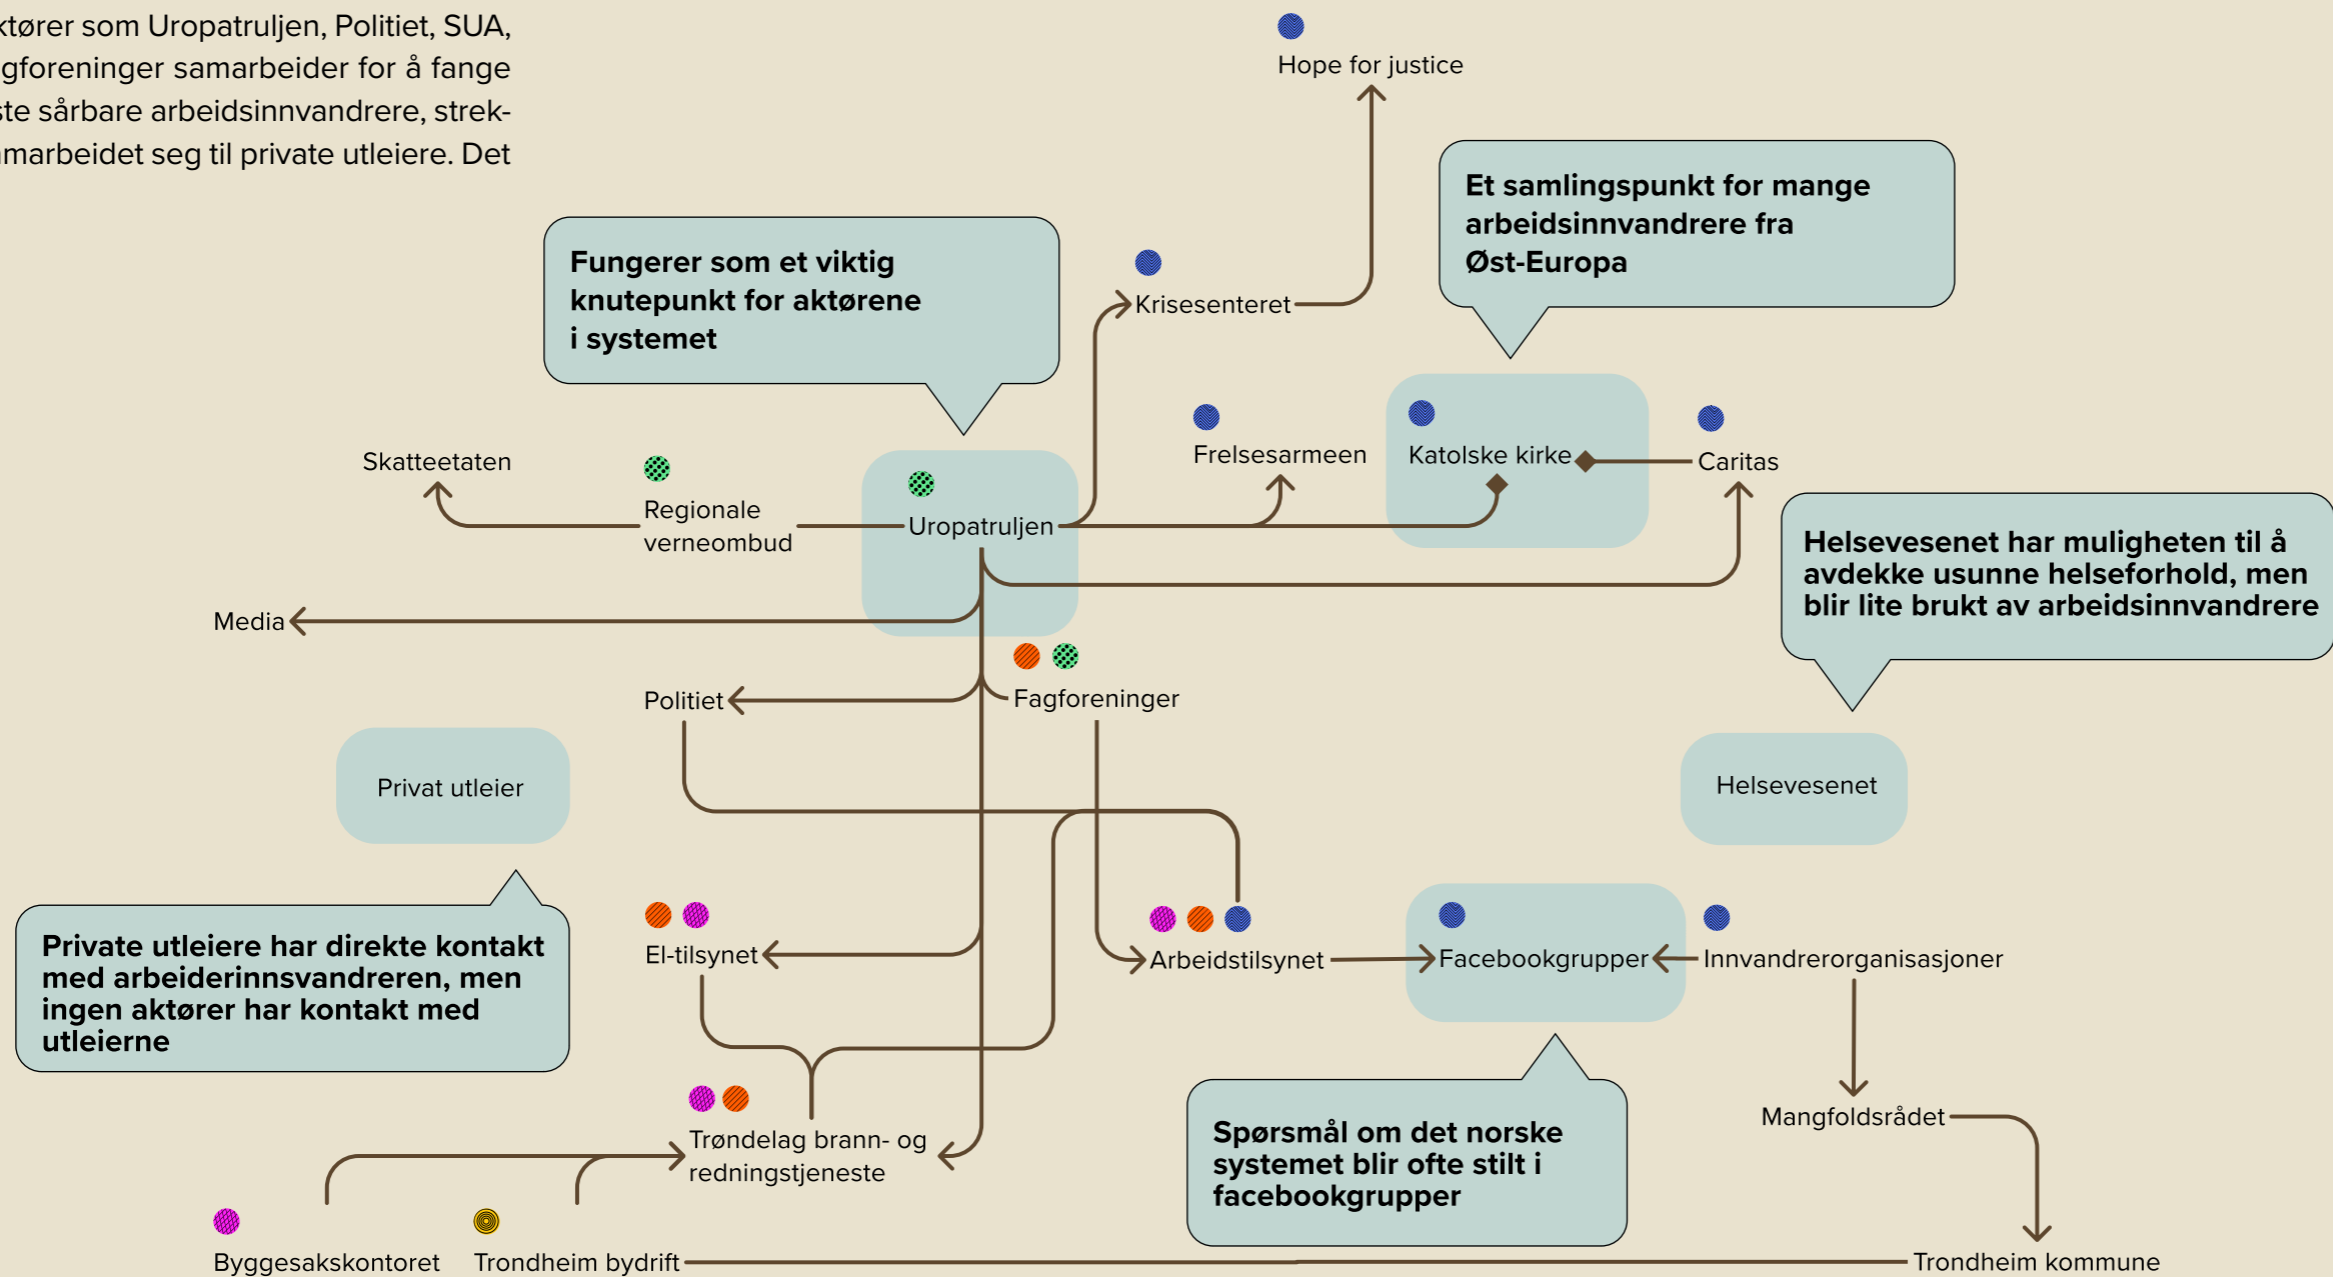 som Uropatruljen, Politiet, SUA,
samarbeider for å fange
sårbare arbeidsinnvandrere, strek-
seg til private utleiere. Det
Hope for justice
Et samlingspunkt for mange
arbeidsinnvandrere fra
Øst-Europa
Fungerer som et viktig
knutepunkt for aktørene
i systemet
Krisesenteret
Skatteetaten
Regionale
verneombud
Uropatruljen
Frelsesarmeen
Katolske kirke
Caritas
Helsevesenet har muligheten til å
avdekke usunne helseforhold, men
blir lite brukt av arbeidsinnvandrere
Media
Politiet
Fagforeninger
Privat utleier
Helsevesenet
Private utleiere har direkte kontakt
med arbeiderinnsvandreren, men
ingen aktører har kontakt med
utleierne
El-tilsynet
Arbeidstilsynet
Facebookgrupper
Innvandrerorganisasjoner
Trøndelag brann- og
redningstjeneste
Spørsmål om det norske
systemet blir ofte stilt i
facebookgrupper
Mangfoldsrådet
Byggesakskontoret
Trondheim bydrift
Trondheim kommune